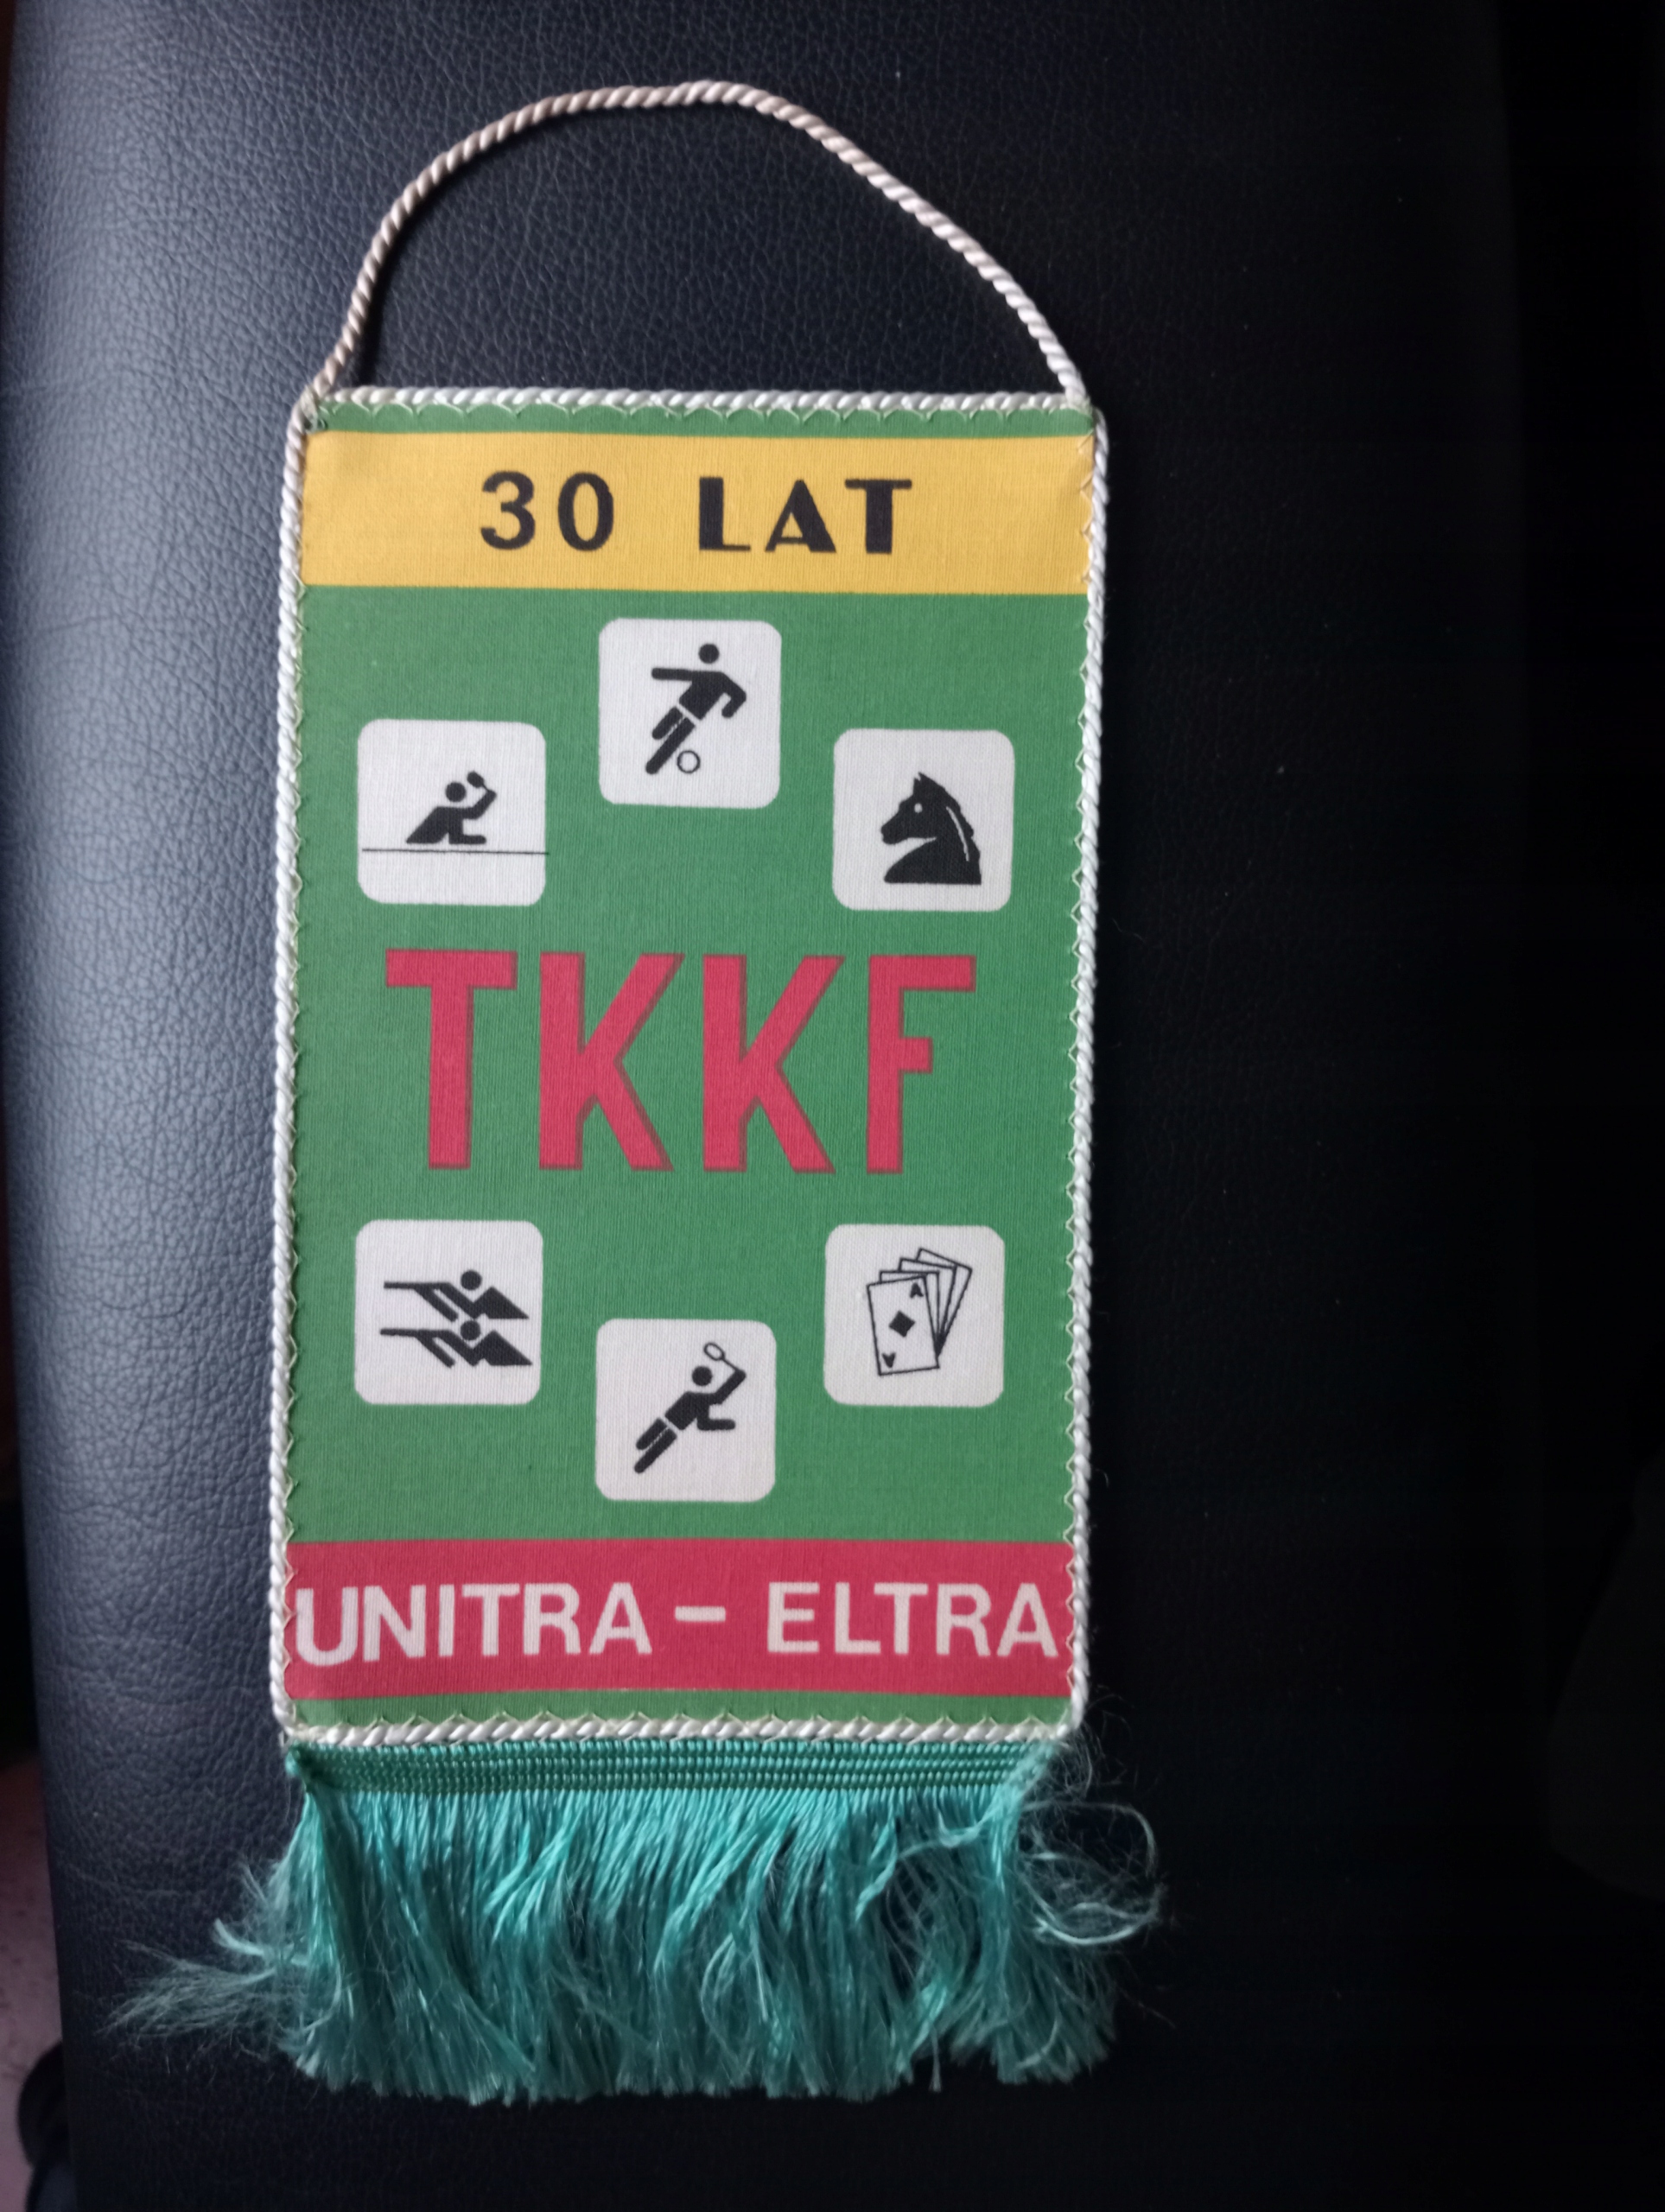 30 LAT
TKKF
A
A
UNITRA - ELTRA